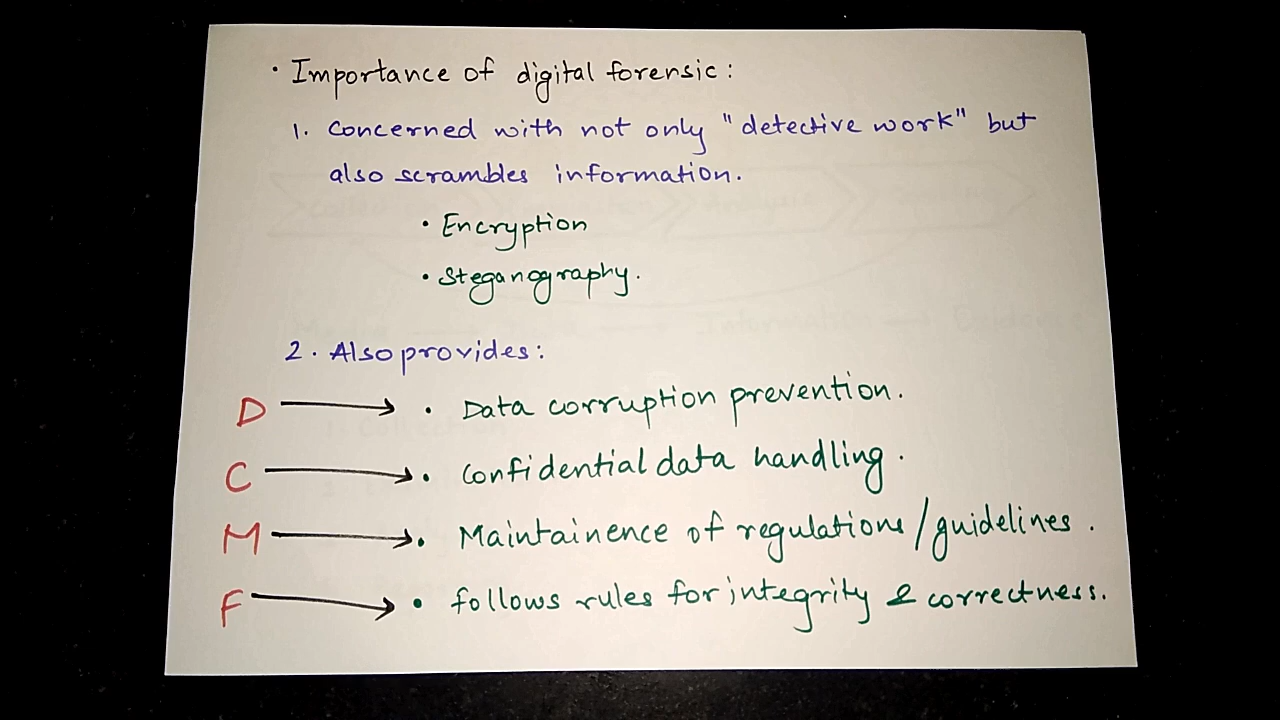 · Importance of digital forensic :
1. Concerned with not only "detective work" but
also scrambles information.
· Encryption
· Steganography.
2. Also provides :
D → · Data corruption prevention.
C → · Confidential data handling.
M → · Maintainence of regulations/guidelines.
F → · follows rules for integrity & correctness.